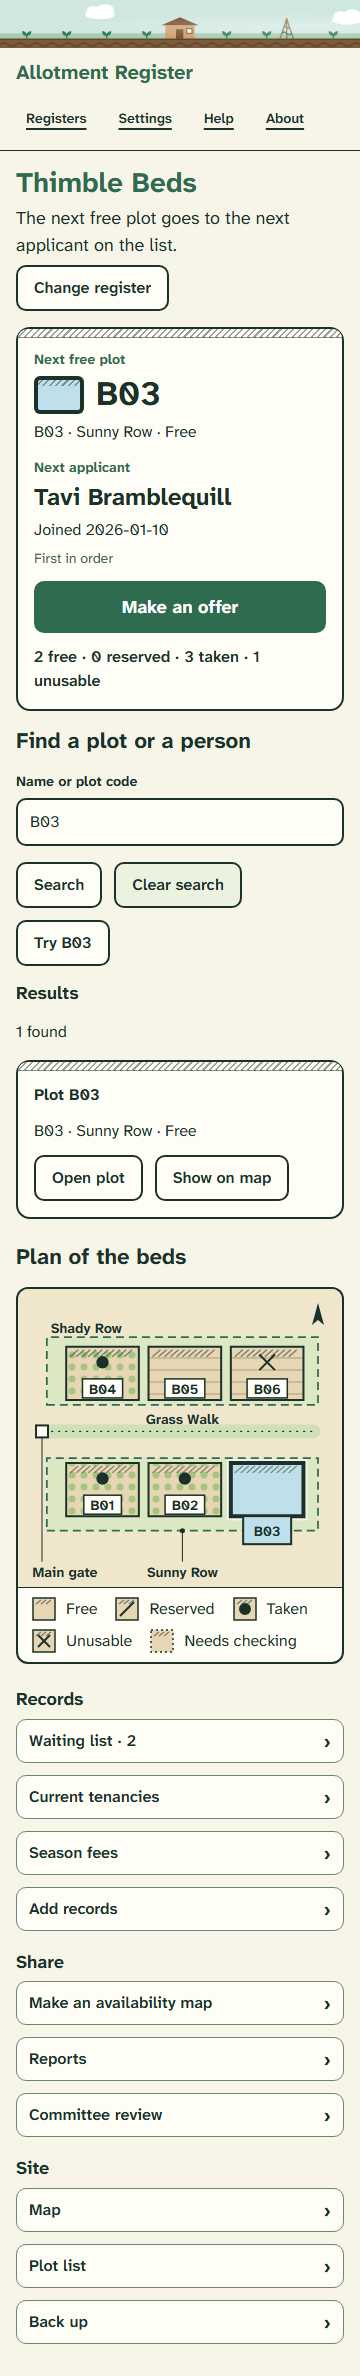 Allotment Register
Registers Settings Help About
Thimble Beds
The next free plot goes to the next
applicant on the list.
Change register
Next free plot
B03
B03 · Sunny Row · Free
Next applicant
Tavi Bramblequill
Joined 2026-01-10
First in order
Make an offer
2 free · 0 reserved · 3 taken · 1
unusable
Find a plot or a person
Name or plot code
B03
Search Clear search
Try B03
Results
1 found
Plot B03
B03 · Sunny Row · Free
Open plot Show on map
Plan of the beds
Shady Row
B04 B05 B06
Grass Walk
B01 B02 B03
Main gate Sunny Row
Free Reserved Taken
Unusable Needs checking
Records
Waiting list · 2 ›
Current tenancies ›
Season fees ›
Add records ›
Share
Make an availability map ›
Reports ›
Committee review ›
Site
Map ›
Plot list ›
Back up ›